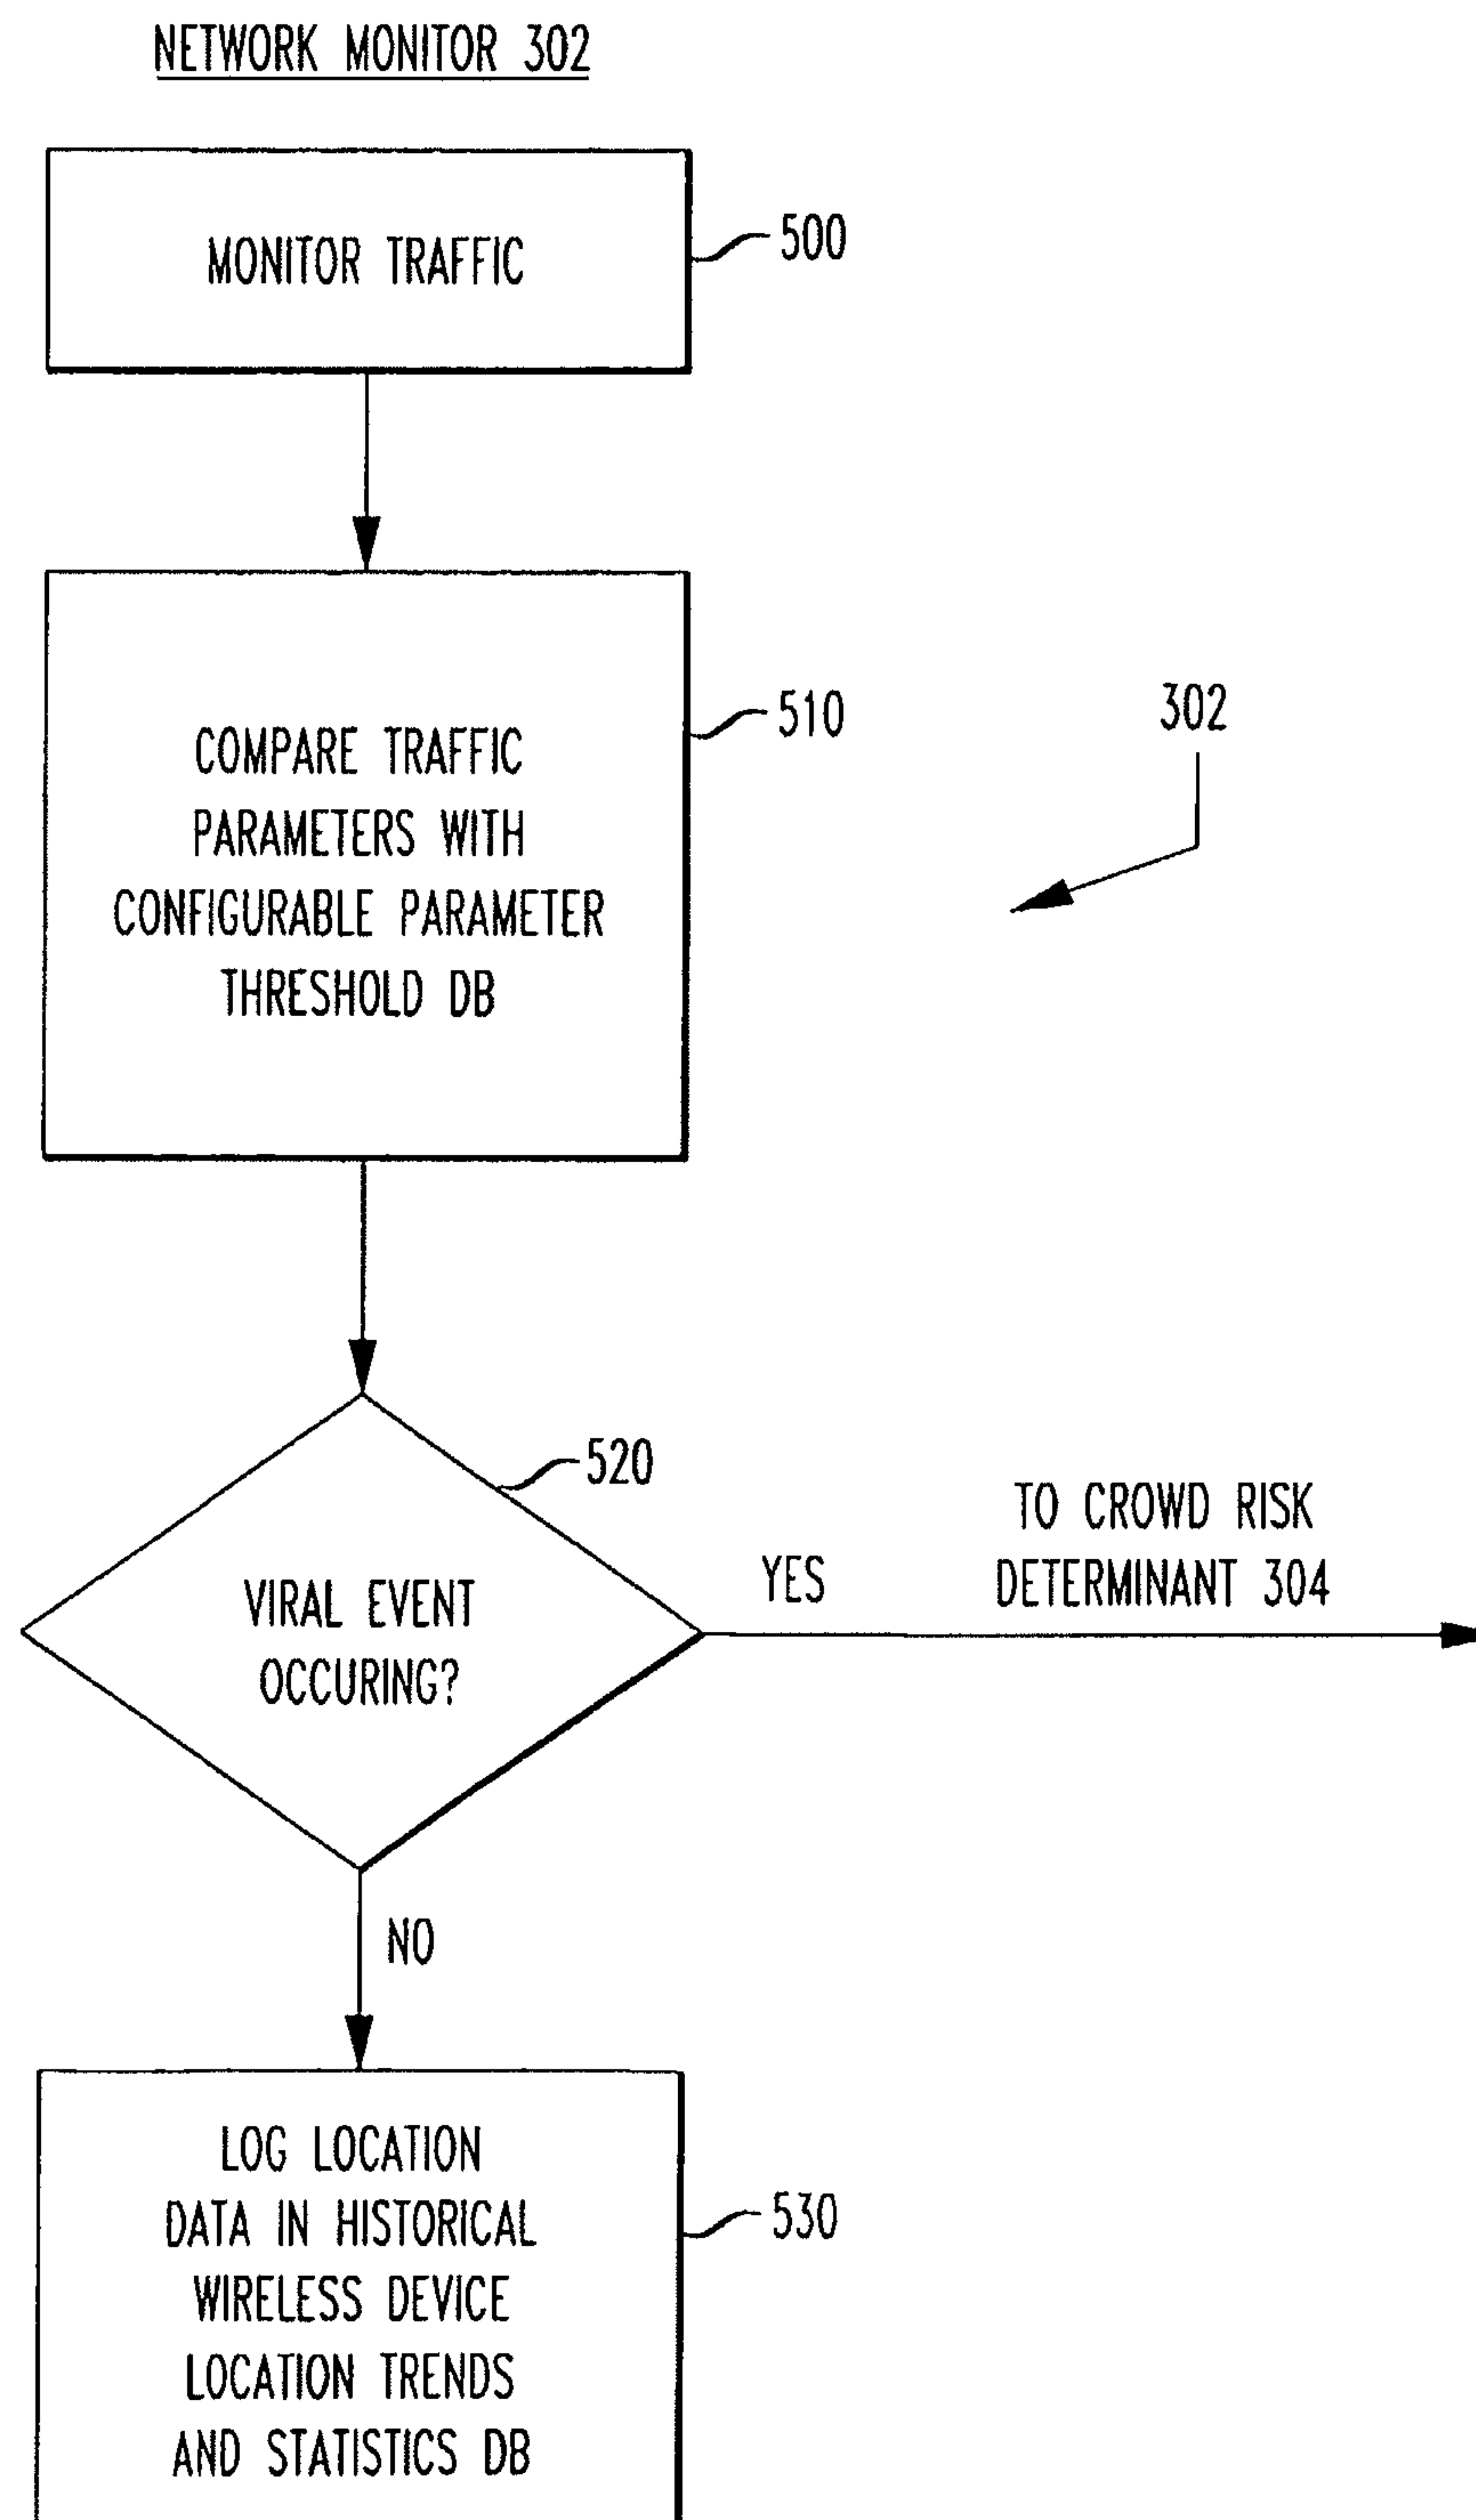 NETWORK MONITOR 302
MONITOR TRAFFIC
500
COMPARE TRAFFIC
PARAMETERS WITH
CONFIGURABLE PARAMETER
THRESHOLD DB
510
302
VIRAL EVENT
OCCURING?
520
YES
TO CROWD RISK
DETERMINANT 304
NO
LOG LOCATION
DATA IN HISTORICAL
WIRELESS DEVICE
LOCATION TRENDS
AND STATISTICS DB
530